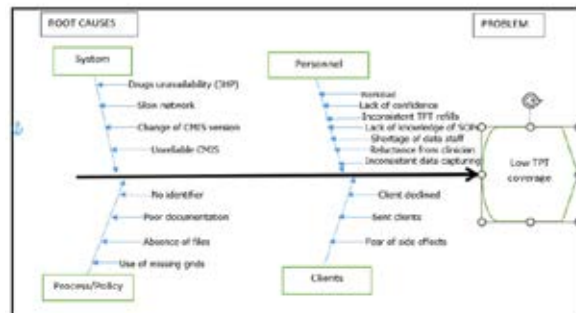 ROOT CAUSES
PROBLEM
System
Personnel
Drugs unavailability (3HP)
Slow network
Change of CMIS version
Unreliable CMIS
Lack of confidence
Inconsistent TPT refills
Lack of knowledge of SOPs
Shortage of data staff
Reluctance from clinician
Inconsistent data capturing
Low TPT
coverage
No identifier
Poor documentation
Absence of files
Use of missing grids
Client declined
clients
Fear of side effects
Process/Policy
Clients